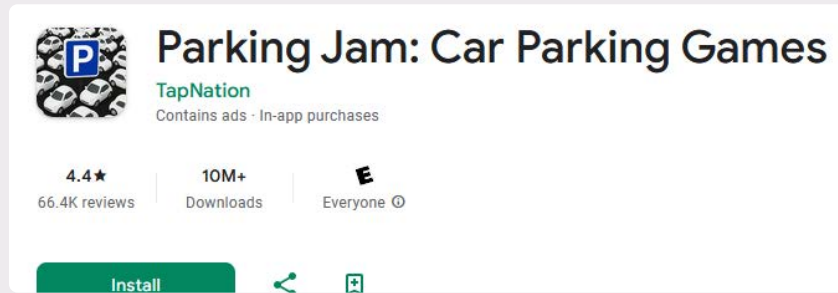 P
Parking Jam: Car Parking Games
TapNation
Contains ads · In-app purchases
4.4★ 10M+ E
66.4K reviews Downloads Everyone
Install